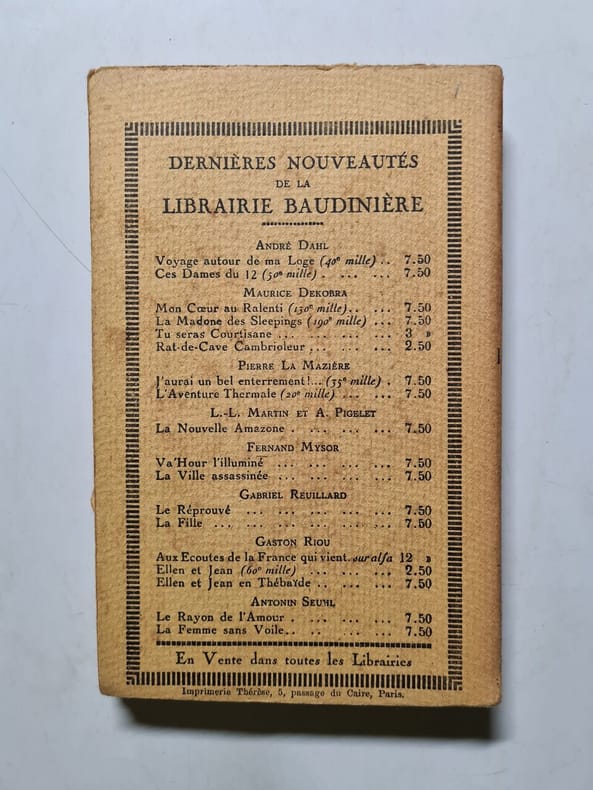 DERNIÈRES NOUVEAUTÉS
DE LA
LIBRAIRIE BAUDINIÈRE
ANDRÉ DAHL
Voyage autour de ma Loge (40e mille) .. 7.50
Ces Dames du 12 (50e mille) . ... ... 7.50
MAURICE DEKOBRA
Mon Cœur au Ralenti (130e mille).. ... 7.50
La Madone des Sleepings (190e mille) ... 7.50
Tu seras Courtisane ... ... ... ... 3 »
Rat-de-Cave Cambrioleur ... ... ... 2.50
PIERRE LA MAZIÈRE
J'aurai un bel enterrement!... (35e mille) . 7.50
L'Aventure Thermale (20e mille) ... ... 7.50
L.-L. MARTIN ET A. PIGELET
La Nouvelle Amazone . ... ... ... 7.50
FERNAND MYSOR
Va'Hour l'illuminé ... ... ... ... 7.50
La Ville assassinée ... ... ... ... 7.50
GABRIEL REUILLARD
Le Réprouvé ... ... ... ... ... 7.50
La Fille ... ... ... ... ... ... 7.50
GASTON RIOU
Aux Ecoutes de la France qui vient. sur alfa 12 »
Ellen et Jean (60e mille) ... ... ... 2.50
Ellen et Jean en Thébaïde .. ... ... 7.50
ANTONIN SEUHL
Le Rayon de l'Amour . ... ... ... 7.50
La Femme sans Voile.. .. ... ... 7.50
En Vente dans toutes les Librairies
Imprimerie Thérèse, 5, passage du Caire, Paris.